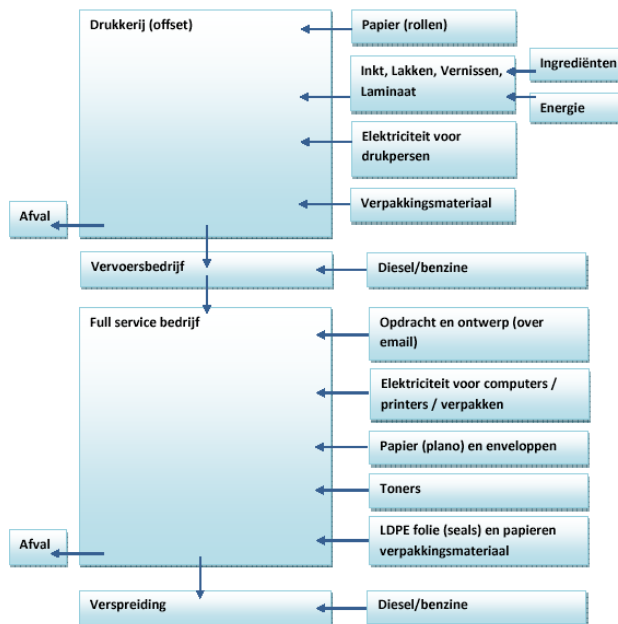 Drukkerij (offset)
Papier (rollen)
Inkt, Lakken, Vernissen,
Laminaat
Ingrediënten
Energie
Elektriciteit voor
drukpersen
Verpakkingsmateriaal
Afval
Vervoersbedrijf
Diesel/benzine
Full service bedrijf
Opdracht en ontwerp (over
email)
Elektriciteit voor computers /
printers / verpakken
Papier (plano) en enveloppen
Toners
LDPE folie (seals) en papieren
verpakkingsmateriaal
Afval
Verspreiding
Diesel/benzine